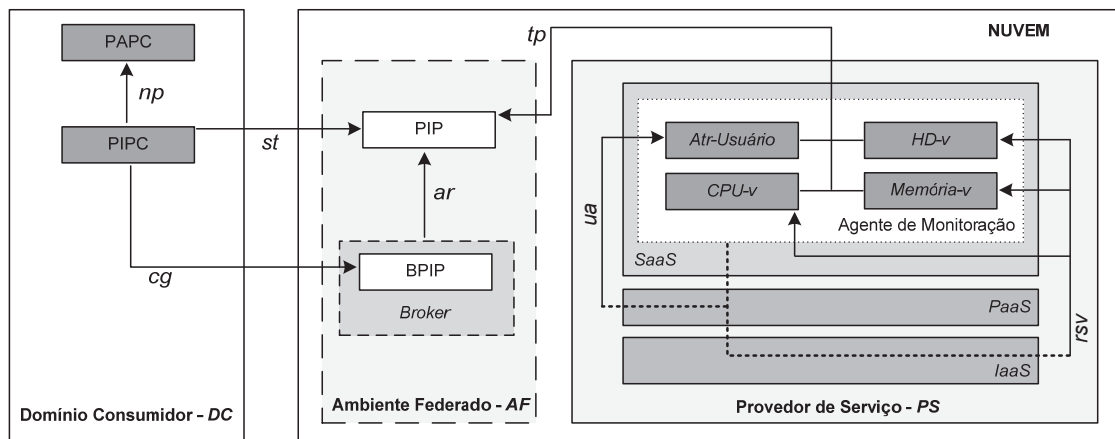 PAPC
np
PIPC
st
cg
Domínio Consumidor - DC
NUVEM
tp
PIP
ar
BPIP
Broker
Ambiente Federado - AF
Atr-Usuário
HD-v
CPU-v
Memória-v
Agente de Monitoração
SaaS
ua
PaaS
rsv
IaaS
Provedor de Serviço - PS